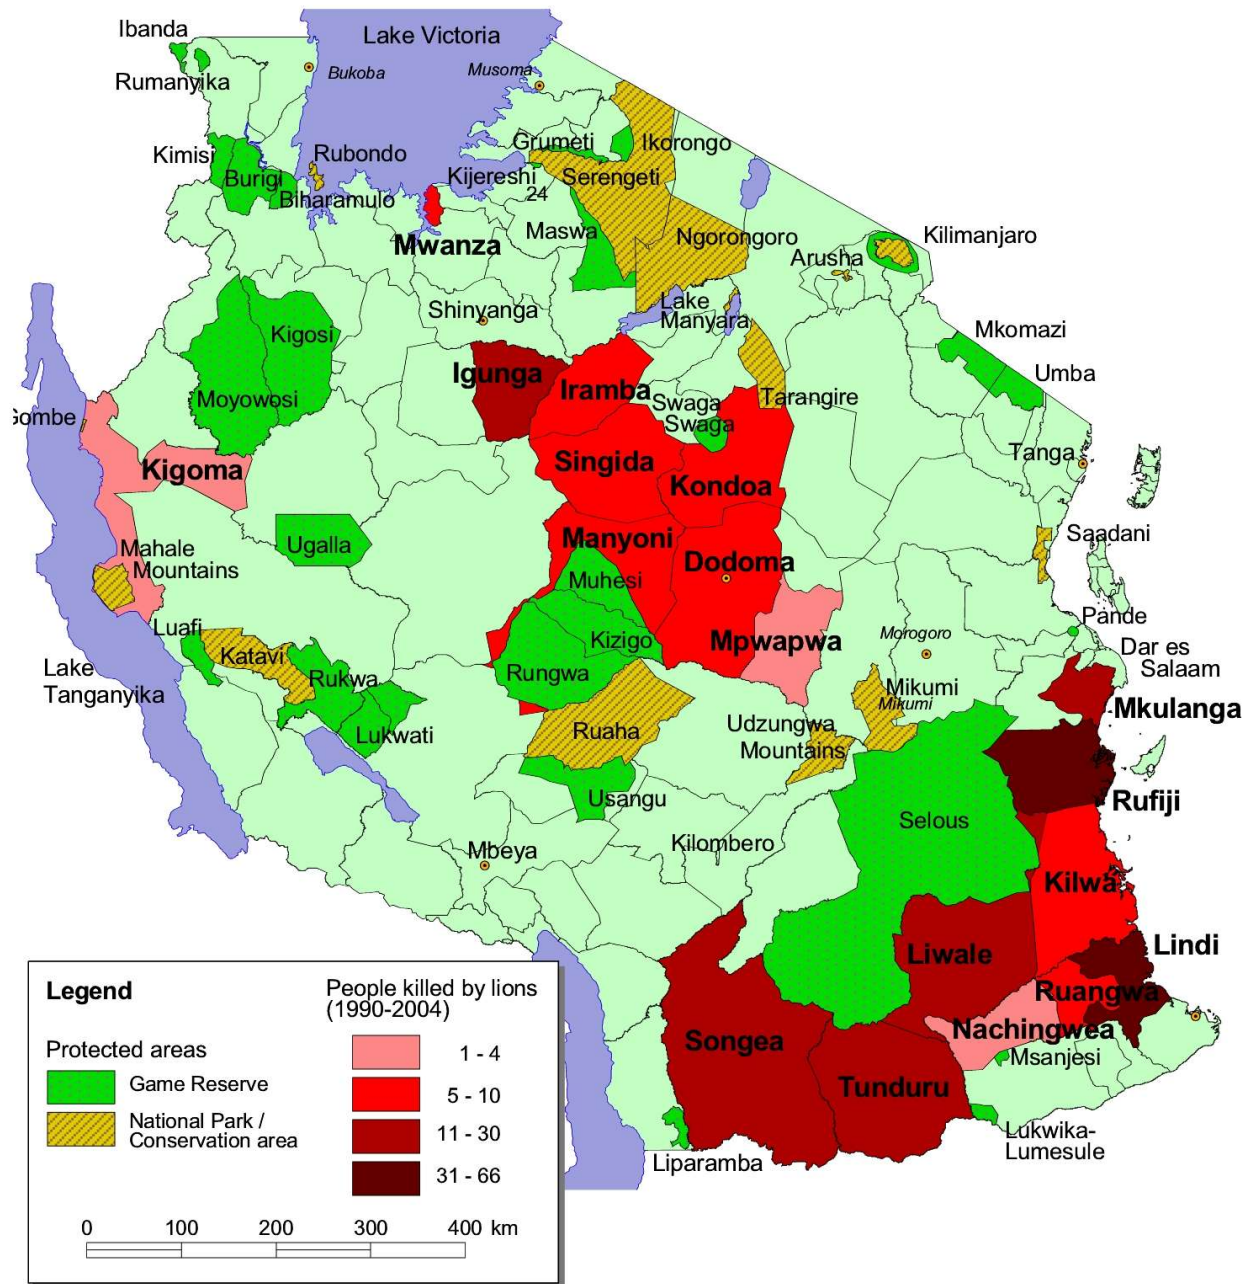 Ibanda
Lake Victoria
Bukoba
Musoma
Rumanyika
Grumeti
Ikorongo
Kimisi
Rubondo
Kijereshi
Serengeti
Burigi
24
Biharamulo
Maswa
Ngorongoro
Kilimanjaro
Mwanza
Arusha
Shinyanga
Lake
Manyara
Kigosi
Mkomazi
Igunga
Iramba
Umba
Moyowosi
Swaga
Swaga
Tarangire
Gombe
Kigoma
Singida
Kondoa
Tanga
Ugalla
Manyoni
Saadani
Mahale
Mountains
Muhesi
Dodoma
Luafi
Kizigo
Mpwapwa
Morogoro
Pande
Katavi
Rungwa
Dar es
Salaam
Lake
Tanganyika
Rukwa
Mikumi
Mikumi
Mkulanga
Lukwati
Ruaha
Udzungwa
Mountains
Usangu
Selous
Rufiji
Mbeya
Kilombero
Kilwa
Liwale
Lindi
Ruangwa
Nachingwea
Songea
Msanjesi
Tunduru
Lukwika-
Lumesule
Liparamba
Legend
People killed by lions
(1990-2004)
Protected areas
Game Reserve
National Park /
Conservation area
1 - 4
5 - 10
11 - 30
31 - 66
0 100 200 300 400 km